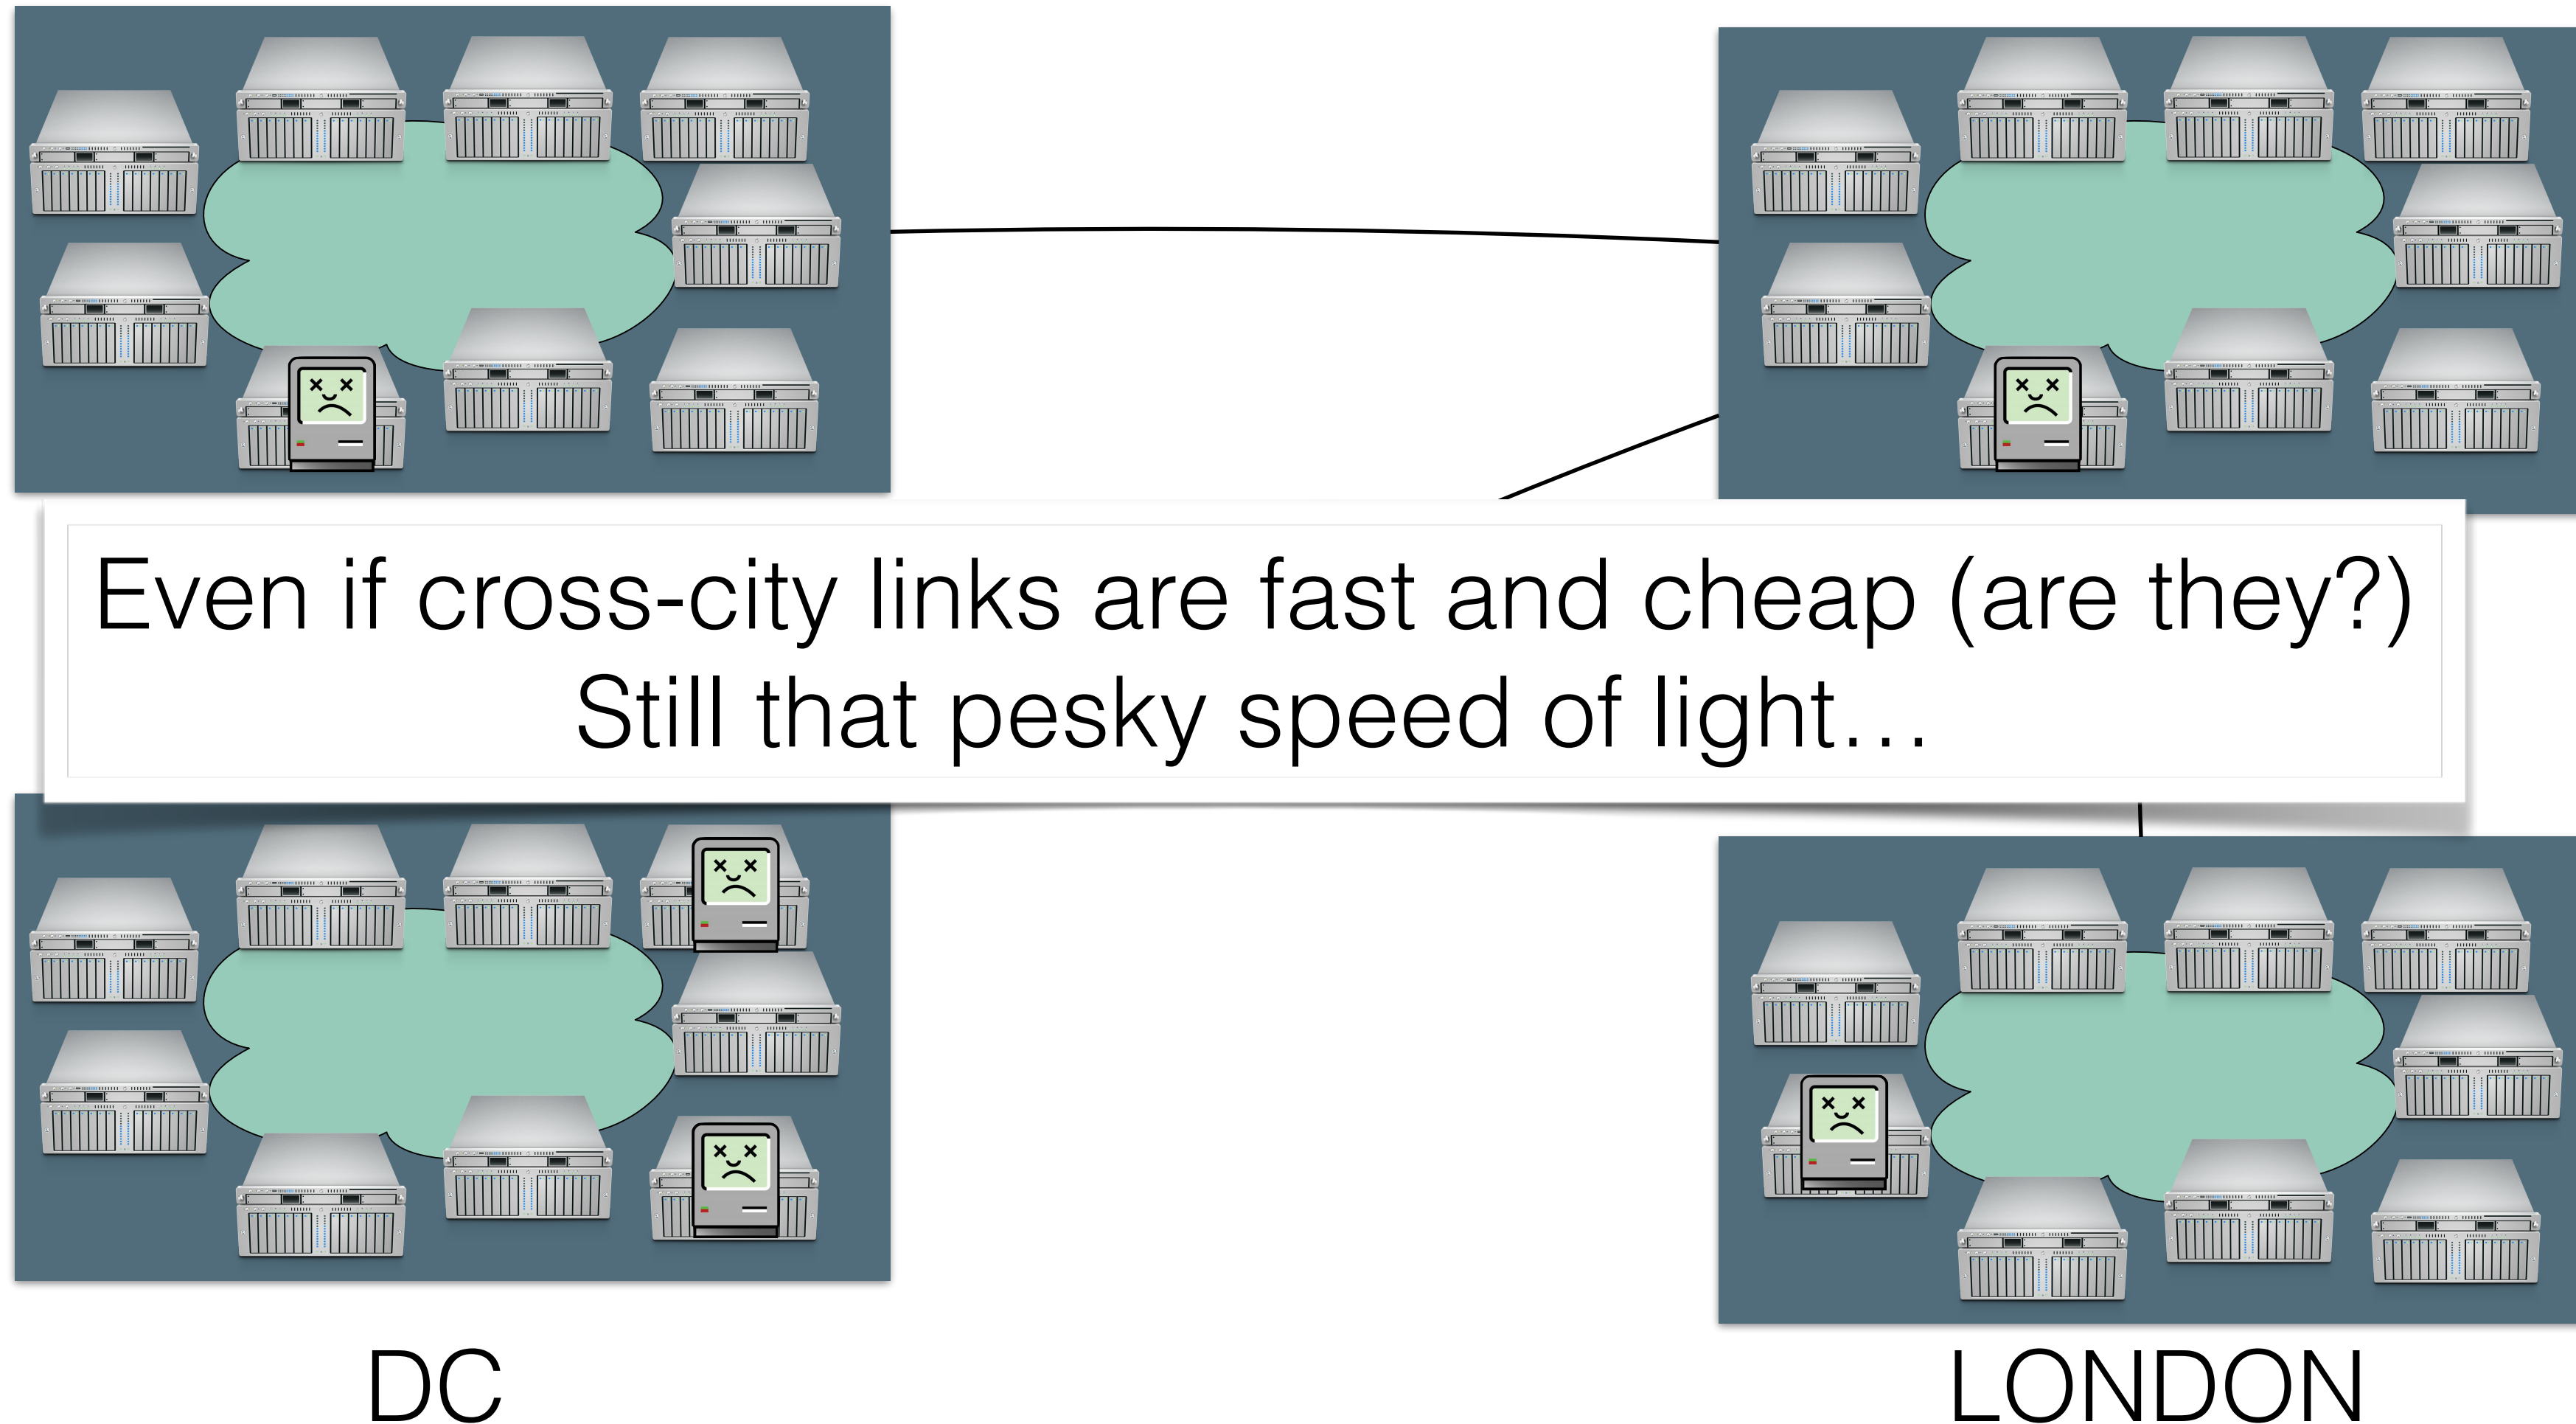 Even if cross-city links are fast and cheap (are they?)
Still that pesky speed of light…
DC
LONDON